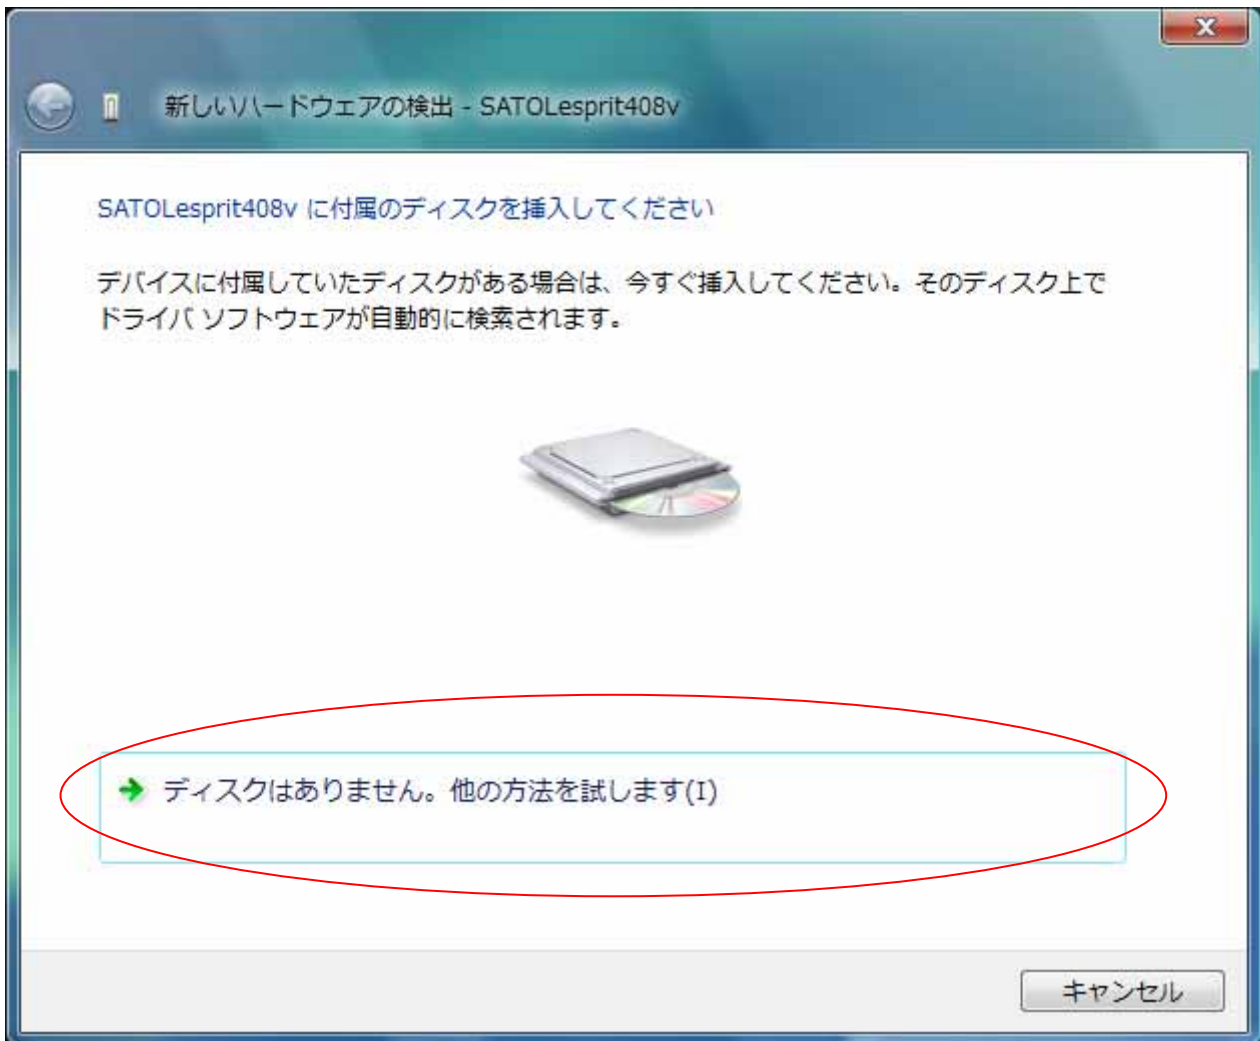 新しいハードウェアの検出 - SATOLesprit408v
SATOLesprit408v に付属のディスクを挿入してください
デバイスに付属していたディスクがある場合は、今すぐ挿入してください。そのディスク上で
ドライバ ソフトウェアが自動的に検索されます。
ディスクはありません。他の方法を試します(I)
キャンセル